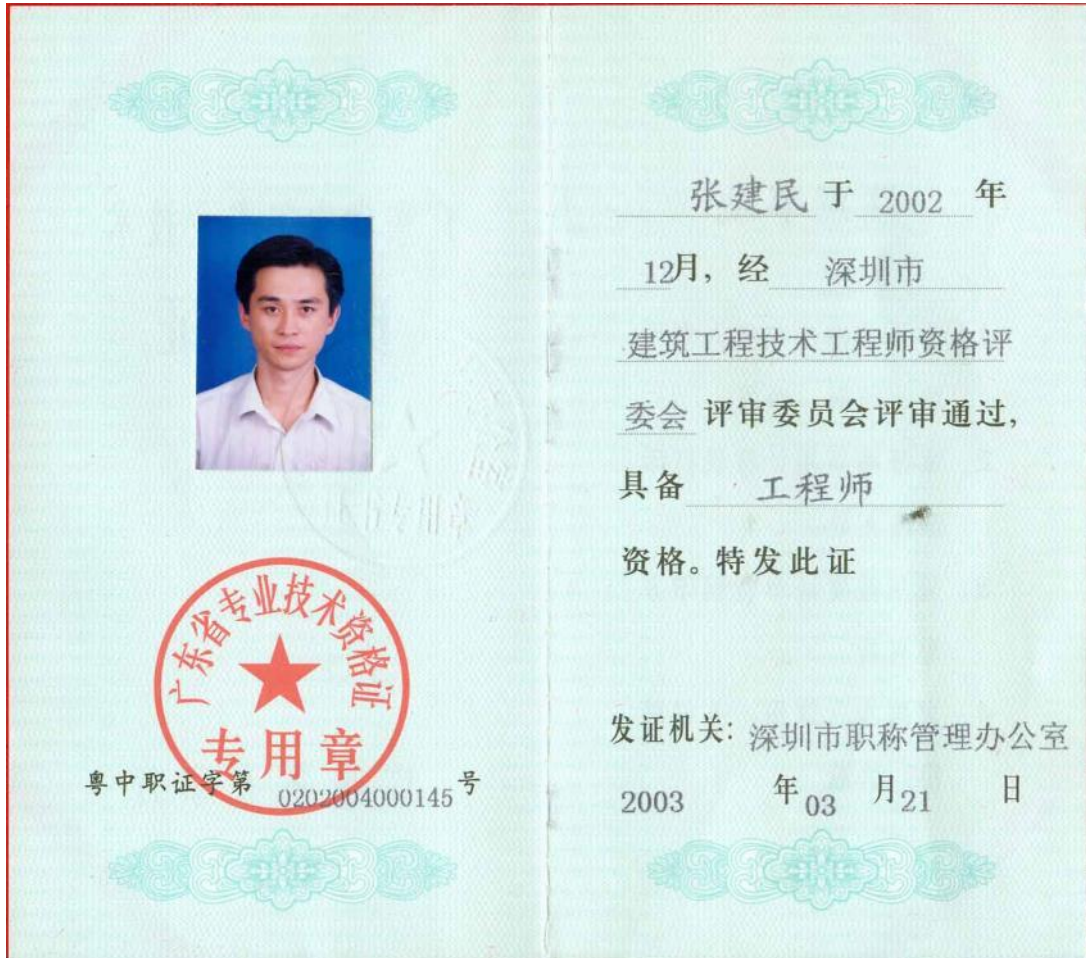 广东省专业技术资格证
专用章
粤中职证字第 0202004000145 号
张建民 于 2002 年
12月，经 深圳市
建筑工程技术工程师资格评
委会 评审委员会评审通过，
具备 工程师
资格。特发此证
发证机关：深圳市职称管理办公室
2003 年 03 月 21 日